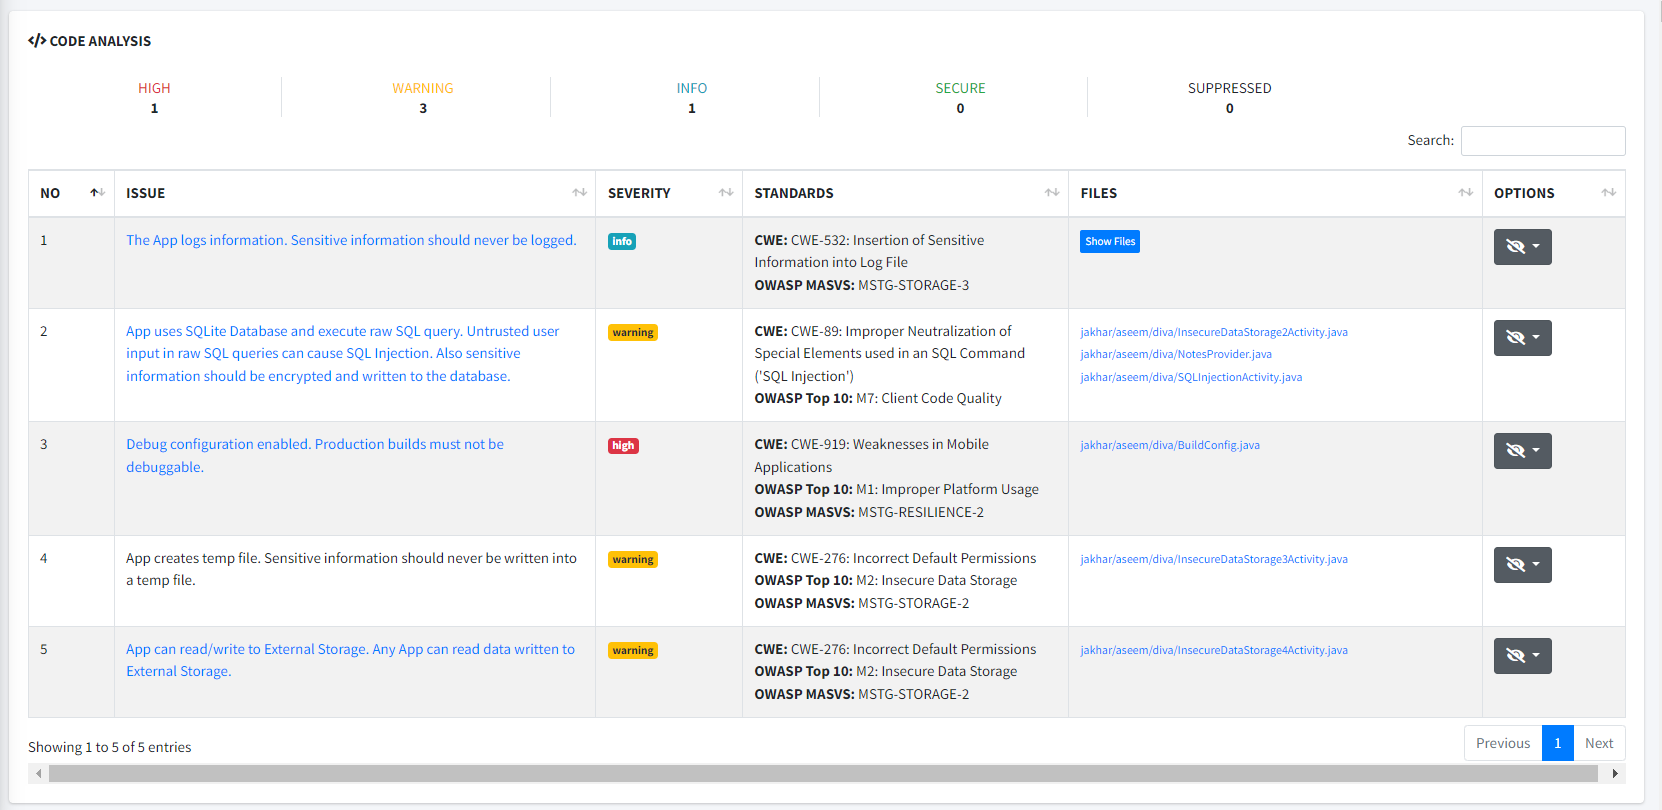 CODE ANALYSIS
HIGH
1
WARNING
3
INFO
1
SECURE
0
SUPPRESSED
0
Search:
NO ISSUE SEVERITY STANDARDS FILES OPTIONS
1
The App logs information. Sensitive information should never be logged.
info
CWE: CWE-532: Insertion of Sensitive
Information into Log File
OWASP MASVS: MSTG-STORAGE-3
Show Files
2
App uses SQLite Database and execute raw SQL query. Untrusted user
input in raw SQL queries can cause SQL Injection. Also sensitive
information should be encrypted and written to the database.
warning
CWE: CWE-89: Improper Neutralization of
Special Elements used in an SQL Command
('SQL Injection')
OWASP Top 10: M7: Client Code Quality
jakhar/aseem/diva/InsecureDataStorage2Activity.java
jakhar/aseem/diva/NotesProvider.java
jakhar/aseem/diva/SQLInjectionActivity.java
3
Debug configuration enabled. Production builds must not be
debuggable.
high
CWE: CWE-919: Weaknesses in Mobile
Applications
OWASP Top 10: M1: Improper Platform Usage
OWASP MASVS: MSTG-RESILIENCE-2
jakhar/aseem/diva/BuildConfig.java
4
App creates temp file. Sensitive information should never be written into
a temp file.
warning
CWE: CWE-276: Incorrect Default Permissions
OWASP Top 10: M2: Insecure Data Storage
OWASP MASVS: MSTG-STORAGE-2
jakhar/aseem/diva/InsecureDataStorage3Activity.java
5
App can read/write to External Storage. Any App can read data written to
External Storage.
warning
CWE: CWE-276: Incorrect Default Permissions
OWASP Top 10: M2: Insecure Data Storage
OWASP MASVS: MSTG-STORAGE-2
jakhar/aseem/diva/InsecureDataStorage4Activity.java
Showing 1 to 5 of 5 entries
Previous 1 Next